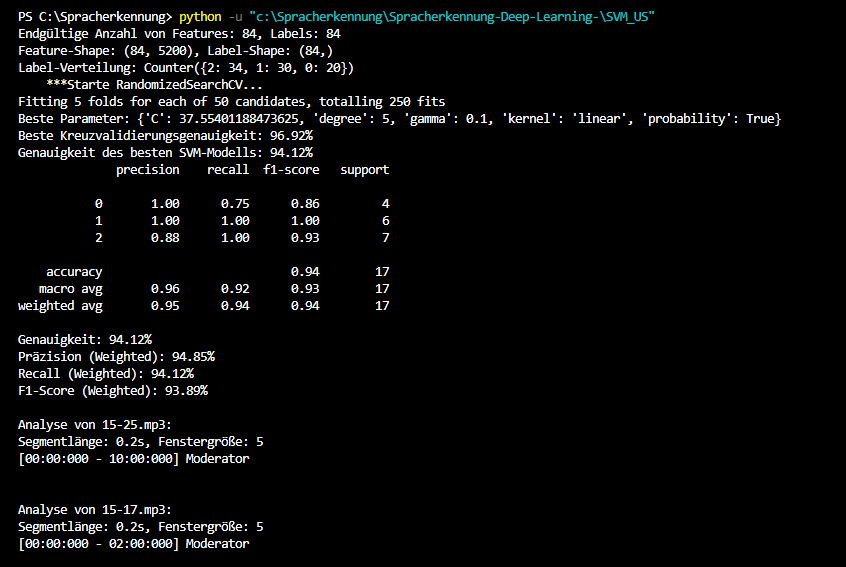 PS C:\Spracherkennung> python -u "c:\Spracherkennung\Spracherkennung-Deep-Learning-\SVM_US"
Endgültige Anzahl von Features: 84, Labels: 84
Feature-Shape: (84, 5200), Label-Shape: (84,)
Label-Verteilung: Counter({2: 34, 1: 30, 0: 20})
    ***Starte RandomizedSearchCV...
Fitting 5 folds for each of 50 candidates, totalling 250 fits
Beste Parameter: {'C': 37.55401188473625, 'degree': 5, 'gamma': 0.1, 'kernel': 'linear', 'probability': True}
Beste Kreuzvalidierungsgenauigkeit: 96.92%
Genauigkeit des besten SVM-Modells: 94.12%
              precision    recall  f1-score   support
           0       1.00      0.75      0.86         4
           1       1.00      1.00      1.00         6
           2       0.88      1.00      0.93         7
    accuracy                           0.94        17
   macro avg       0.96      0.92      0.93        17
weighted avg       0.95      0.94      0.94        17
Genauigkeit: 94.12%
Präzision (Weighted): 94.85%
Recall (Weighted): 94.12%
F1-Score (Weighted): 93.89%
Analyse von 15-25.mp3:
Segmentlänge: 0.2s, Fenstergröße: 5
[00:00:000 - 10:00:000] Moderator
Analyse von 15-17.mp3:
Segmentlänge: 0.2s, Fenstergröße: 5
[00:00:000 - 02:00:000] Moderator